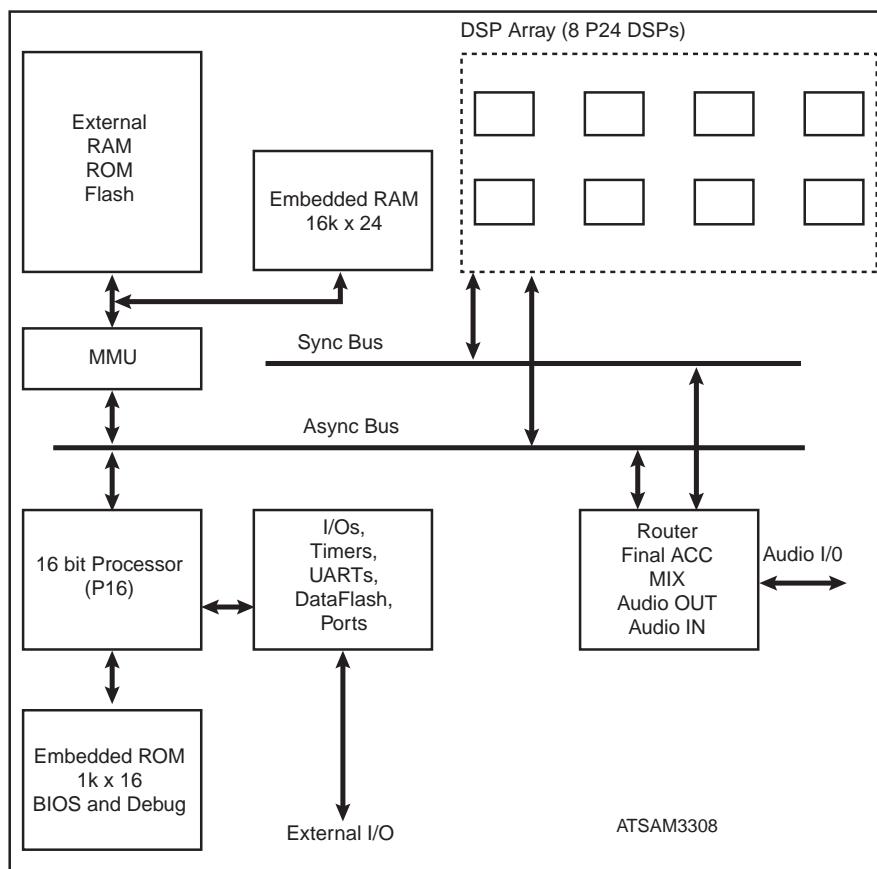 DSP Array (8 P24 DSPs)
External
RAM
ROM
Flash
Embedded RAM
16k x 24
MMU
Sync Bus
Async Bus
16 bit Processor
(P16)
I/Os,
Timers,
UARTs,
DataFlash,
Ports
Router
Final ACC
MIX
Audio OUT
Audio IN
Audio I/0
Embedded ROM
1k x 16
BIOS and Debug
External I/O
ATSAM3308